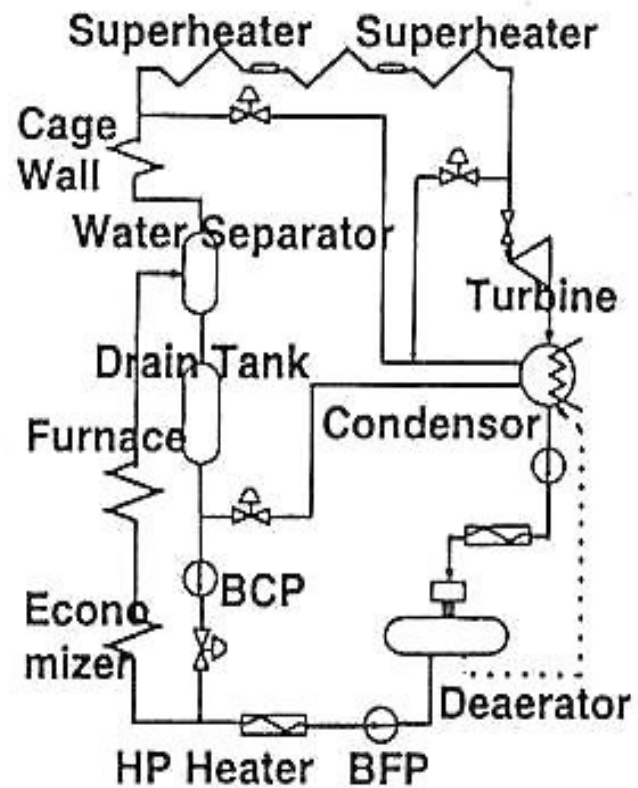 Superheater Superheater
Cage
Wall
Water Separator
Turbine
Drain Tank
Furnace
Condensor
BCP
Econo
mizer
Deaerator
HP Heater BFP